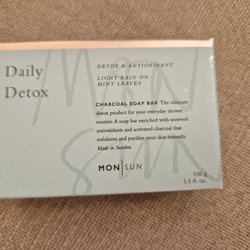 Daily
Detox
DETOX & ANTIOXIDANT
LIGHT RAIN ON
MINT LEAVES
CHARCOAL SOAP BAR The ultimate
detox product for your everyday shower
routine. A soap bar enriched with seaweed
antioxidants and activated charcoal that
exfoliates and purifies your skin instantly.
Made in Sweden.
MON|SUN
100 g
3.5 fl. oz.